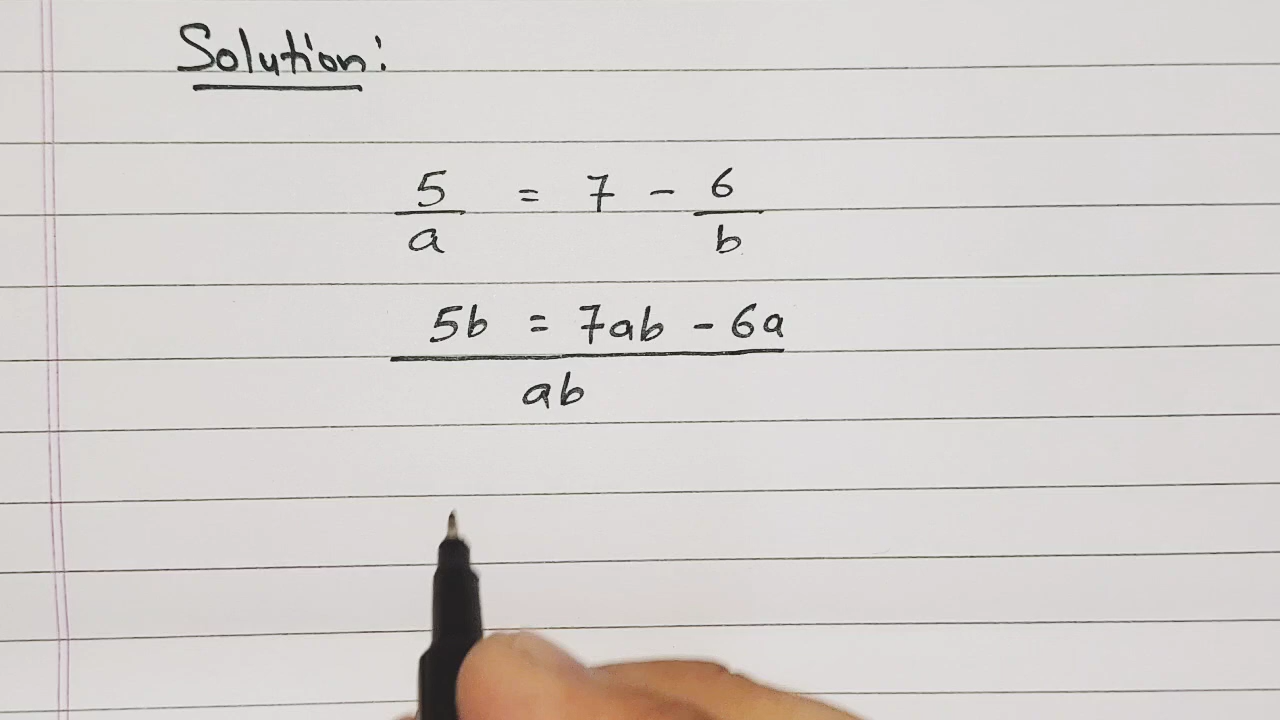 Solution:
5/a = 7 - 6/b
5b = 7ab - 6a
ab